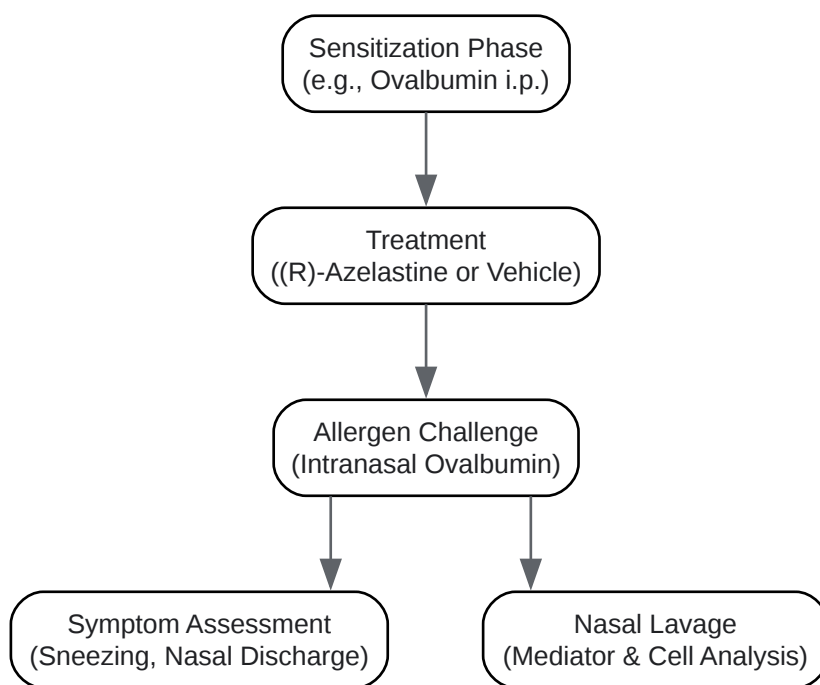 Sensitization Phase
(e.g., Ovalbumin i.p.)
Treatment
((R)-Azelastine or Vehicle)
Allergen Challenge
(Intranasal Ovalbumin)
Symptom Assessment
(Sneezing, Nasal Discharge)
Nasal Lavage
(Mediator & Cell Analysis)